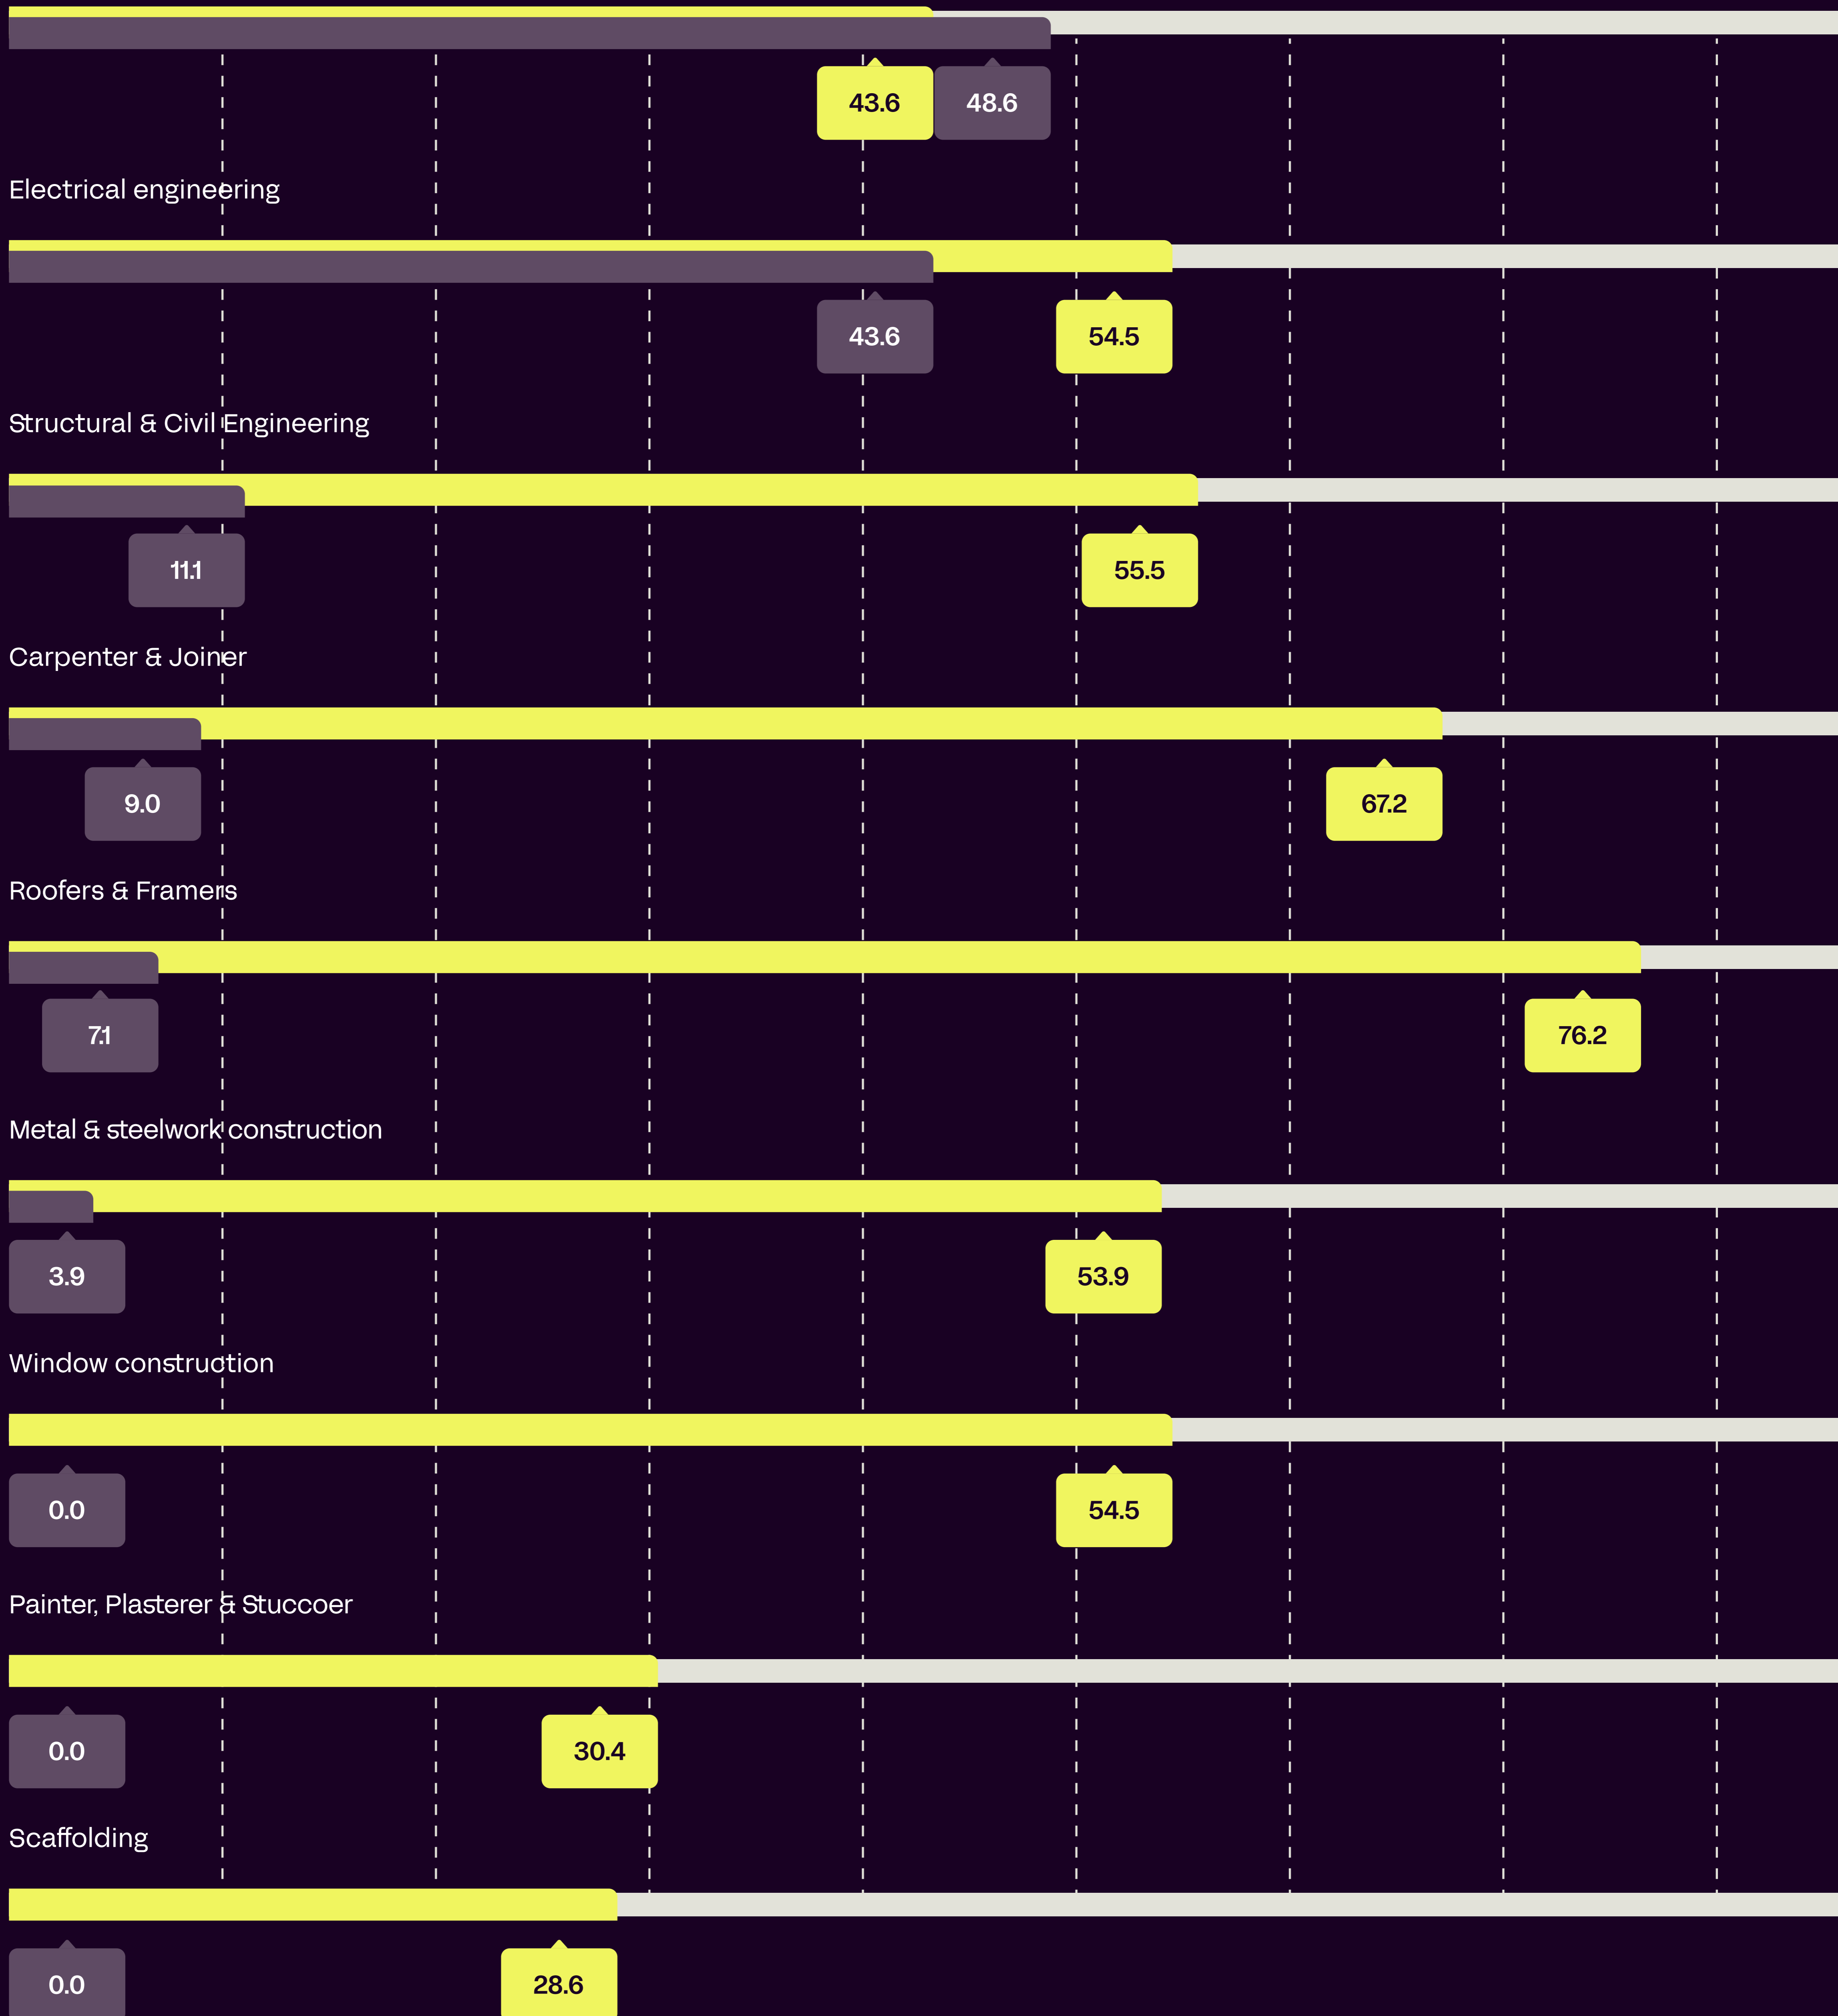 43.6 48.6
Electrical engineering
43.6 54.5
Structural & Civil Engineering
11.1 55.5
Carpenter & Joiner
9.0 67.2
Roofers & Framers
7.1 76.2
Metal & steelwork construction
3.9 53.9
Window construction
0.0 54.5
Painter, Plasterer & Stuccoer
0.0 30.4
Scaffolding
0.0 28.6